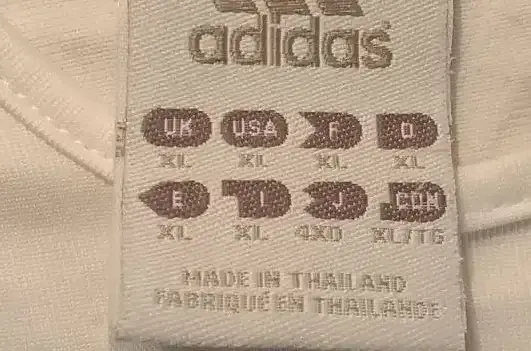 adidas
UK USA F D
XL XL XL XL
E I J CDN
XL XL 4XO XL/TG
MADE IN THAILAND
FABRIQUÉ EN THAILANDE